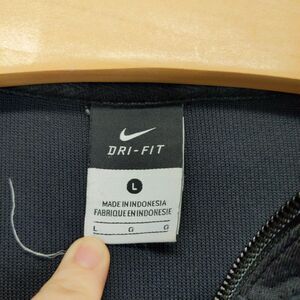 DRI-FIT
L
MADE IN INDONESIA
FABRIQUE EN INDONESIE
L G G